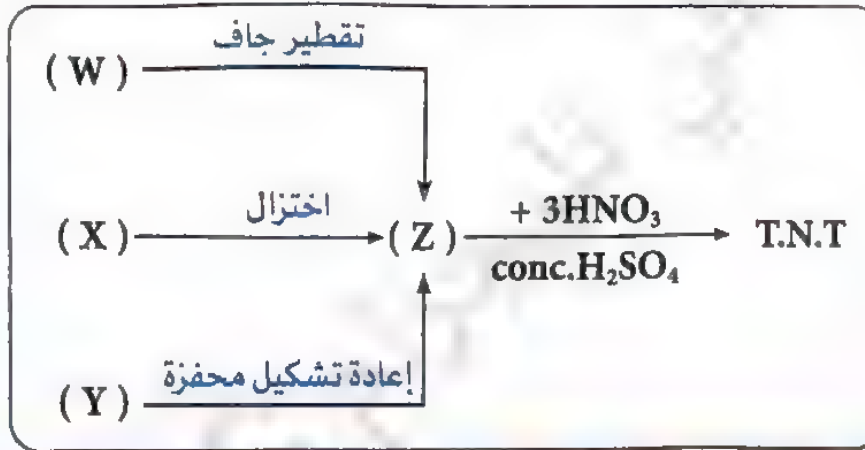 تقطير جاف
( W )
اختزال
( X )
( Z )
+ 3HNO₃
conc.H₂SO₄
T.N.T
إعادة تشكيل محفزة
( Y )